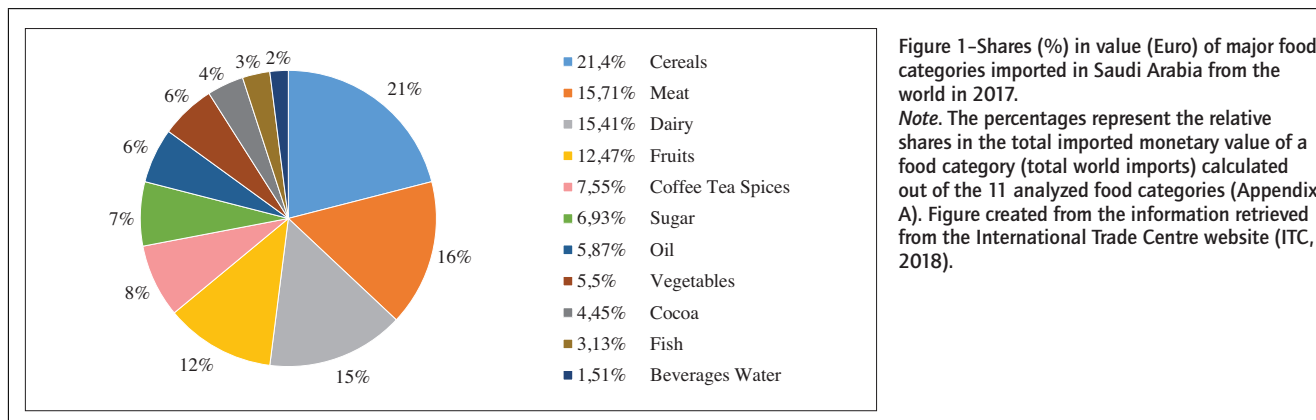 21%
16%
15%
12%
8%
7%
6%
6%
4%
3%
2%
21,4% Cereals
15,71% Meat
15,41% Dairy
12,47% Fruits
7,55% Coffee Tea Spices
6,93% Sugar
5,87% Oil
5,5% Vegetables
4,45% Cocoa
3,13% Fish
1,51% Beverages Water
Figure 1–Shares (%) in value (Euro) of major food
categories imported in Saudi Arabia from the
world in 2017.
Note. The percentages represent the relative
shares in the total imported monetary value of a
food category (total world imports) calculated
out of the 11 analyzed food categories (Appendix
A). Figure created from the information retrieved
from the International Trade Centre website (ITC,
2018).